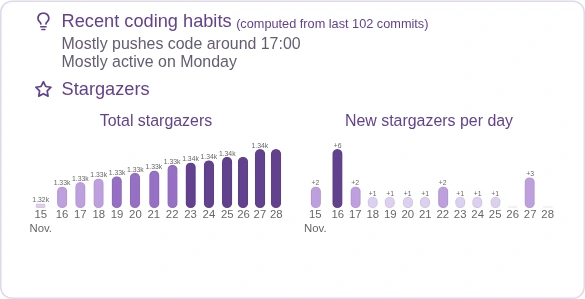 Recent coding habits (computed from last 102 commits)
Mostly pushes code around 17:00
Mostly active on Monday
Stargazers
Total stargazers
1.32k 1.33k 1.33k 1.33k 1.33k 1.33k 1.33k 1.33k 1.34k 1.34k 1.34k 1.34k
15 16 17 18 19 20 21 22 23 24 25 26 27 28
Nov.
New stargazers per day
+2 +6 +2 +1 +1 +1 +1 +2 +1 +1 +1 +3
15 16 17 18 19 20 21 22 23 24 25 26 27 28
Nov.